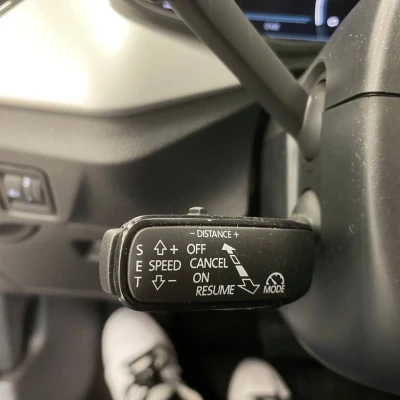 - DISTANCE +
S + OFF
E SPEED CANCEL
T - ON
RESUME MODE